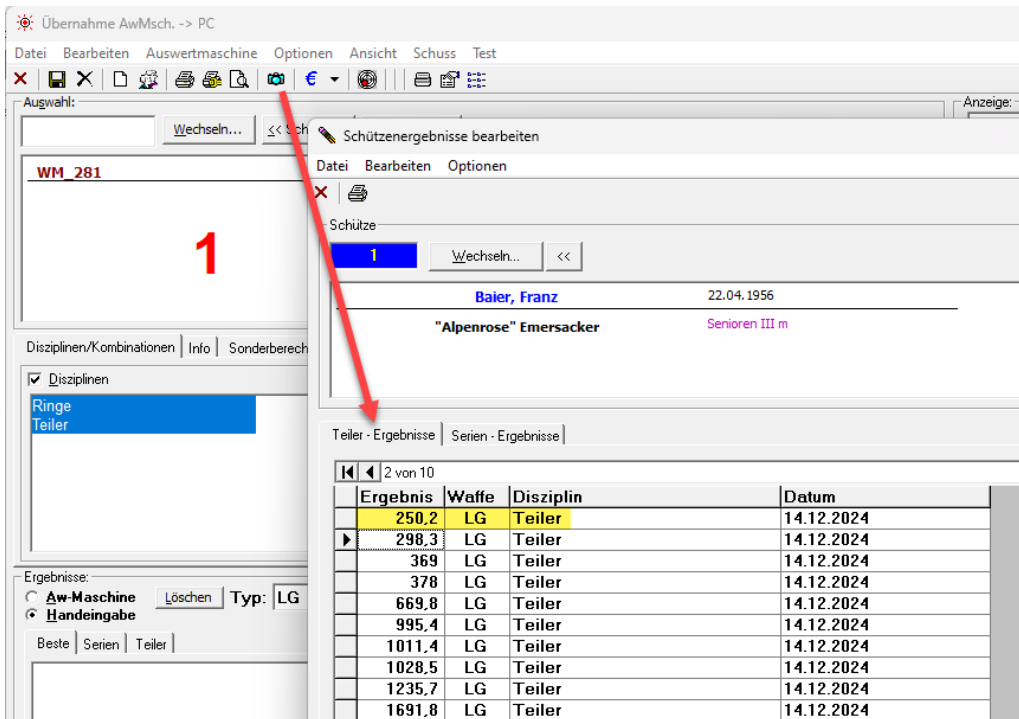 Übernahme AwMsch. -> PC
Datei Bearbeiten Auswertmaschine Optionen Ansicht Schuss Test
€
Auswahl:
Anzeige:
Wechseln...
<< Sch
WM_281
1
Disziplinen/Kombinationen Info Sonderberech
Disziplinen
Ringe
Teiler
Ergebnisse:
Aw-Maschine Löschen Typ: LG
Handeingabe
Beste Serien Teiler
Schützenergebnisse bearbeiten
Datei Bearbeiten Optionen
Schütze
1 Wechseln... <<
Baier, Franz 22.04.1956
"Alpenrose" Emersacker Senioren III m
Teiler - Ergebnisse Serien - Ergebnisse
2 von 10
Ergebnis Waffe Disziplin Datum
250,2 LG Teiler 14.12.2024
298,3 LG Teiler 14.12.2024
369 LG Teiler 14.12.2024
378 LG Teiler 14.12.2024
669,8 LG Teiler 14.12.2024
995,4 LG Teiler 14.12.2024
1011,4 LG Teiler 14.12.2024
1028,5 LG Teiler 14.12.2024
1235,7 LG Teiler 14.12.2024
1691,8 LG Teiler 14.12.2024